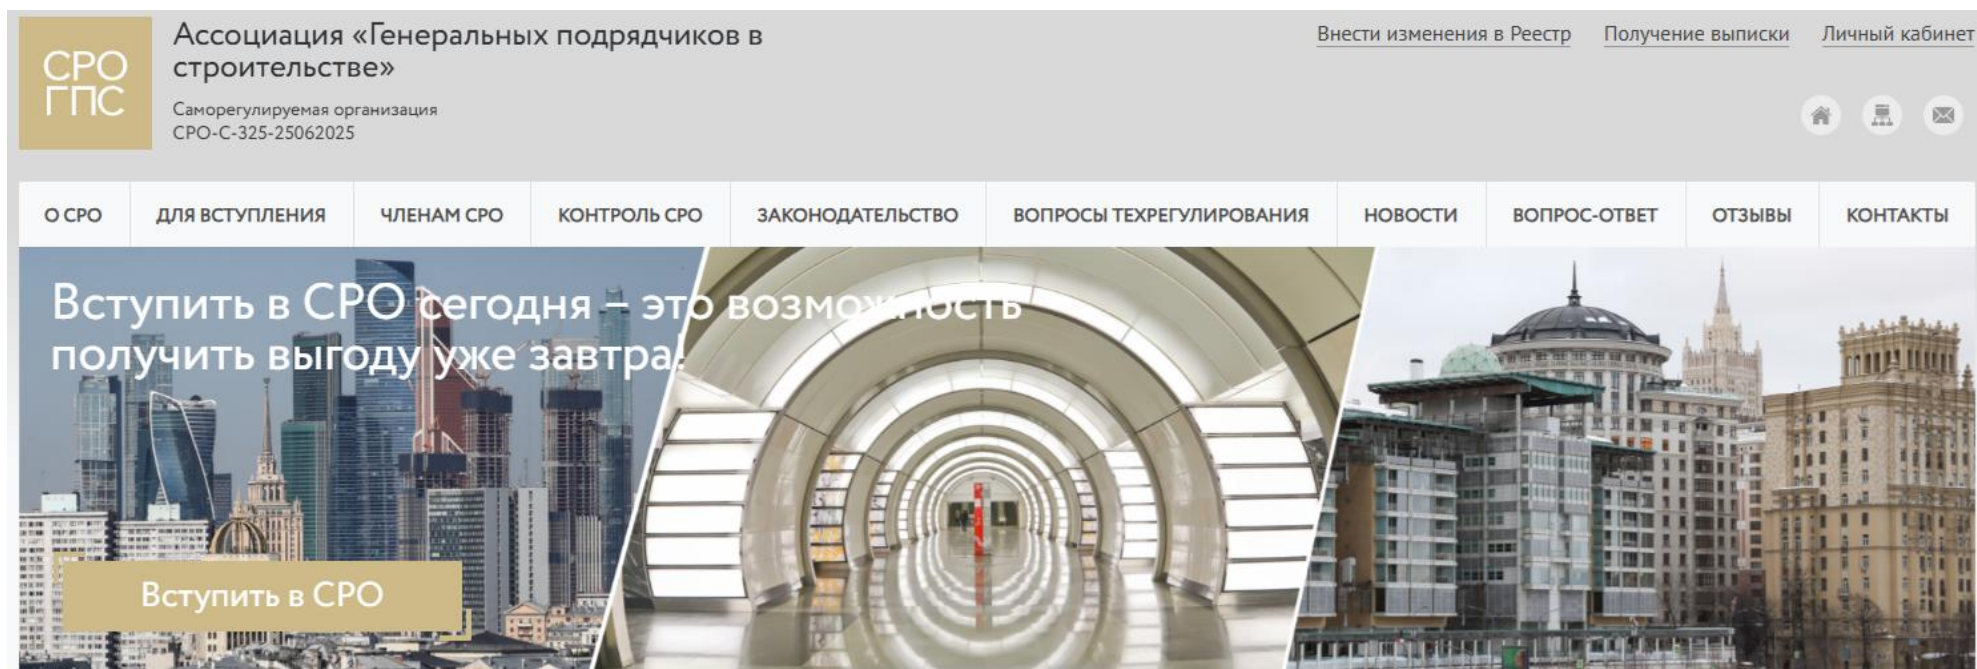 СРО
ГПС
Ассоциация «Генеральных подрядчиков в
строительстве»
Саморегулируемая организация
СРО-С-325-25062025
Внести изменения в Реестр
Получение выписки
Личный кабинет
О СРО
ДЛЯ ВСТУПЛЕНИЯ
ЧЛЕНАМ СРО
КОНТРОЛЬ СРО
ЗАКОНОДАТЕЛЬСТВО
ВОПРОСЫ ТЕХРЕГУЛИРОВАНИЯ
НОВОСТИ
ВОПРОС-ОТВЕТ
ОТЗЫВЫ
КОНТАКТЫ
Вступить в СРО сегодня – это возможность
получить выгоду уже завтра!
Вступить в СРО